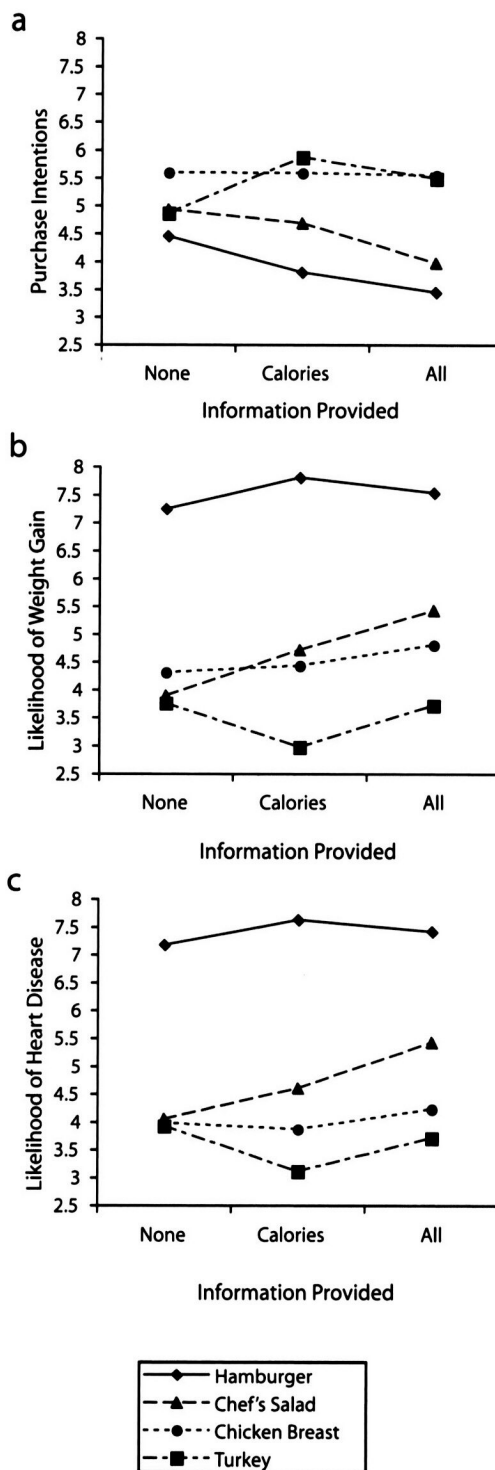 a
Purchase Intentions
8
7.5
7
6.5
6
5.5
5
4.5
4
3.5
3
2.5
None Calories All
Information Provided
b
Likelihood of Weight Gain
8
7.5
7
6.5
6
5.5
5
4.5
4
3.5
3
2.5
None Calories All
Information Provided
c
Likelihood of Heart Disease
8
7.5
7
6.5
6
5.5
5
4.5
4
3.5
3
2.5
None Calories All
Information Provided
Hamburger
Chef's Salad
Chicken Breast
Turkey